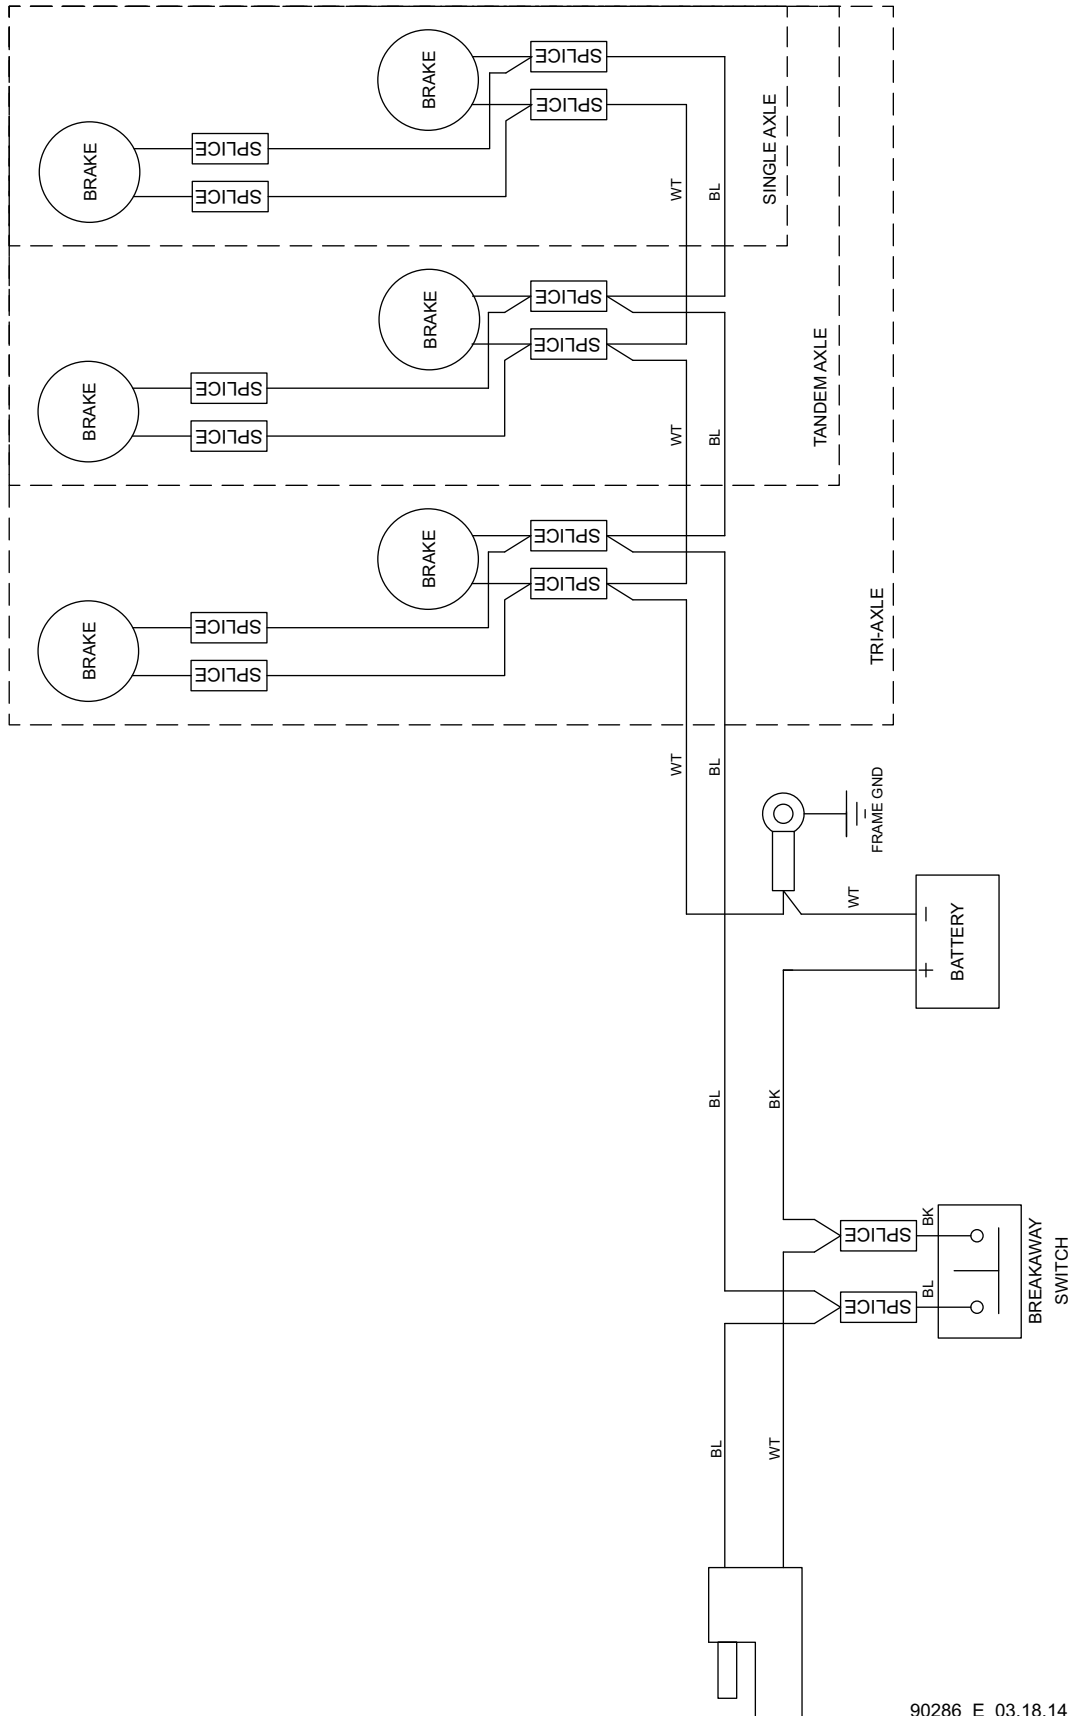 BRAKE
SPLICE
SPLICE
BRAKE
SPLICE
SPLICE
WT
BL
SINGLE AXLE
BRAKE
SPLICE
SPLICE
BRAKE
SPLICE
SPLICE
WT
BL
TANDEM AXLE
BRAKE
SPLICE
SPLICE
BRAKE
SPLICE
SPLICE
TRI-AXLE
WT
BL
FRAME GND
WT
BATTERY
- +
BL
BK
SPLICE
BK
SPLICE
BL
BREAKAWAY
SWITCH
BL
WT
90286 E 03.18.14